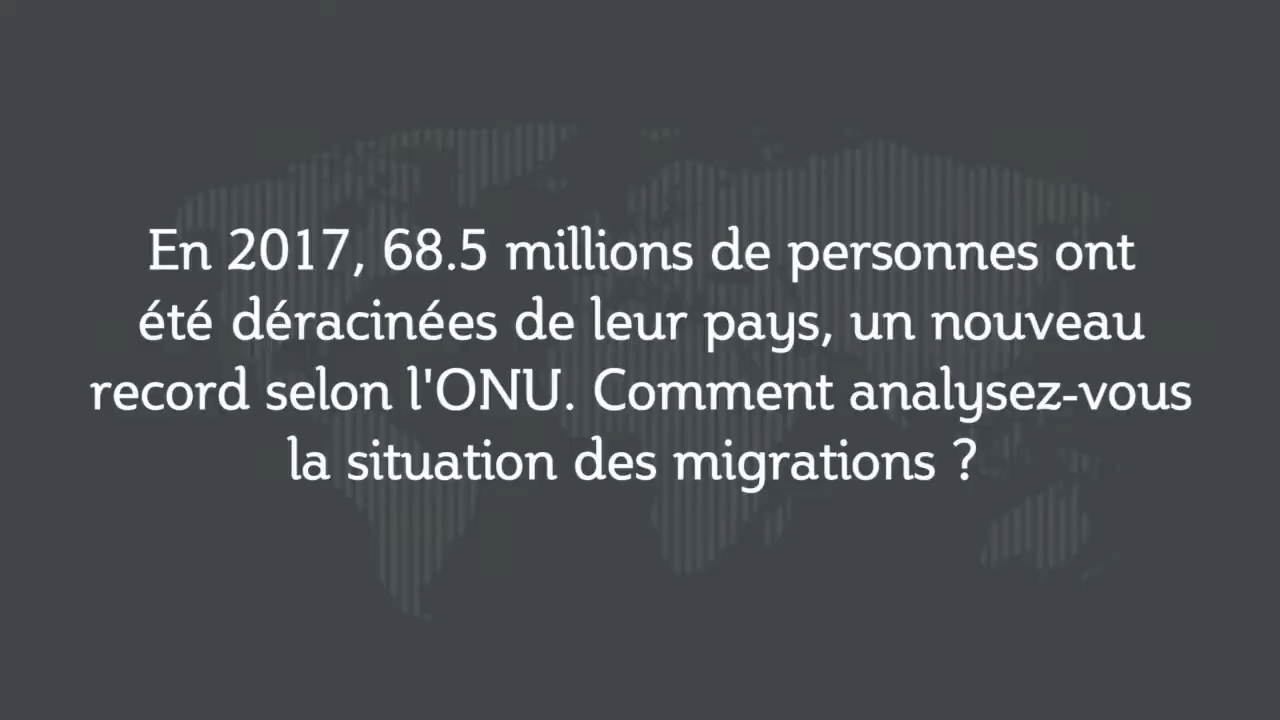 En 2017, 68.5 millions de personnes ont
été déracinées de leur pays, un nouveau
record selon l'ONU. Comment analysez-vous
la situation des migrations ?